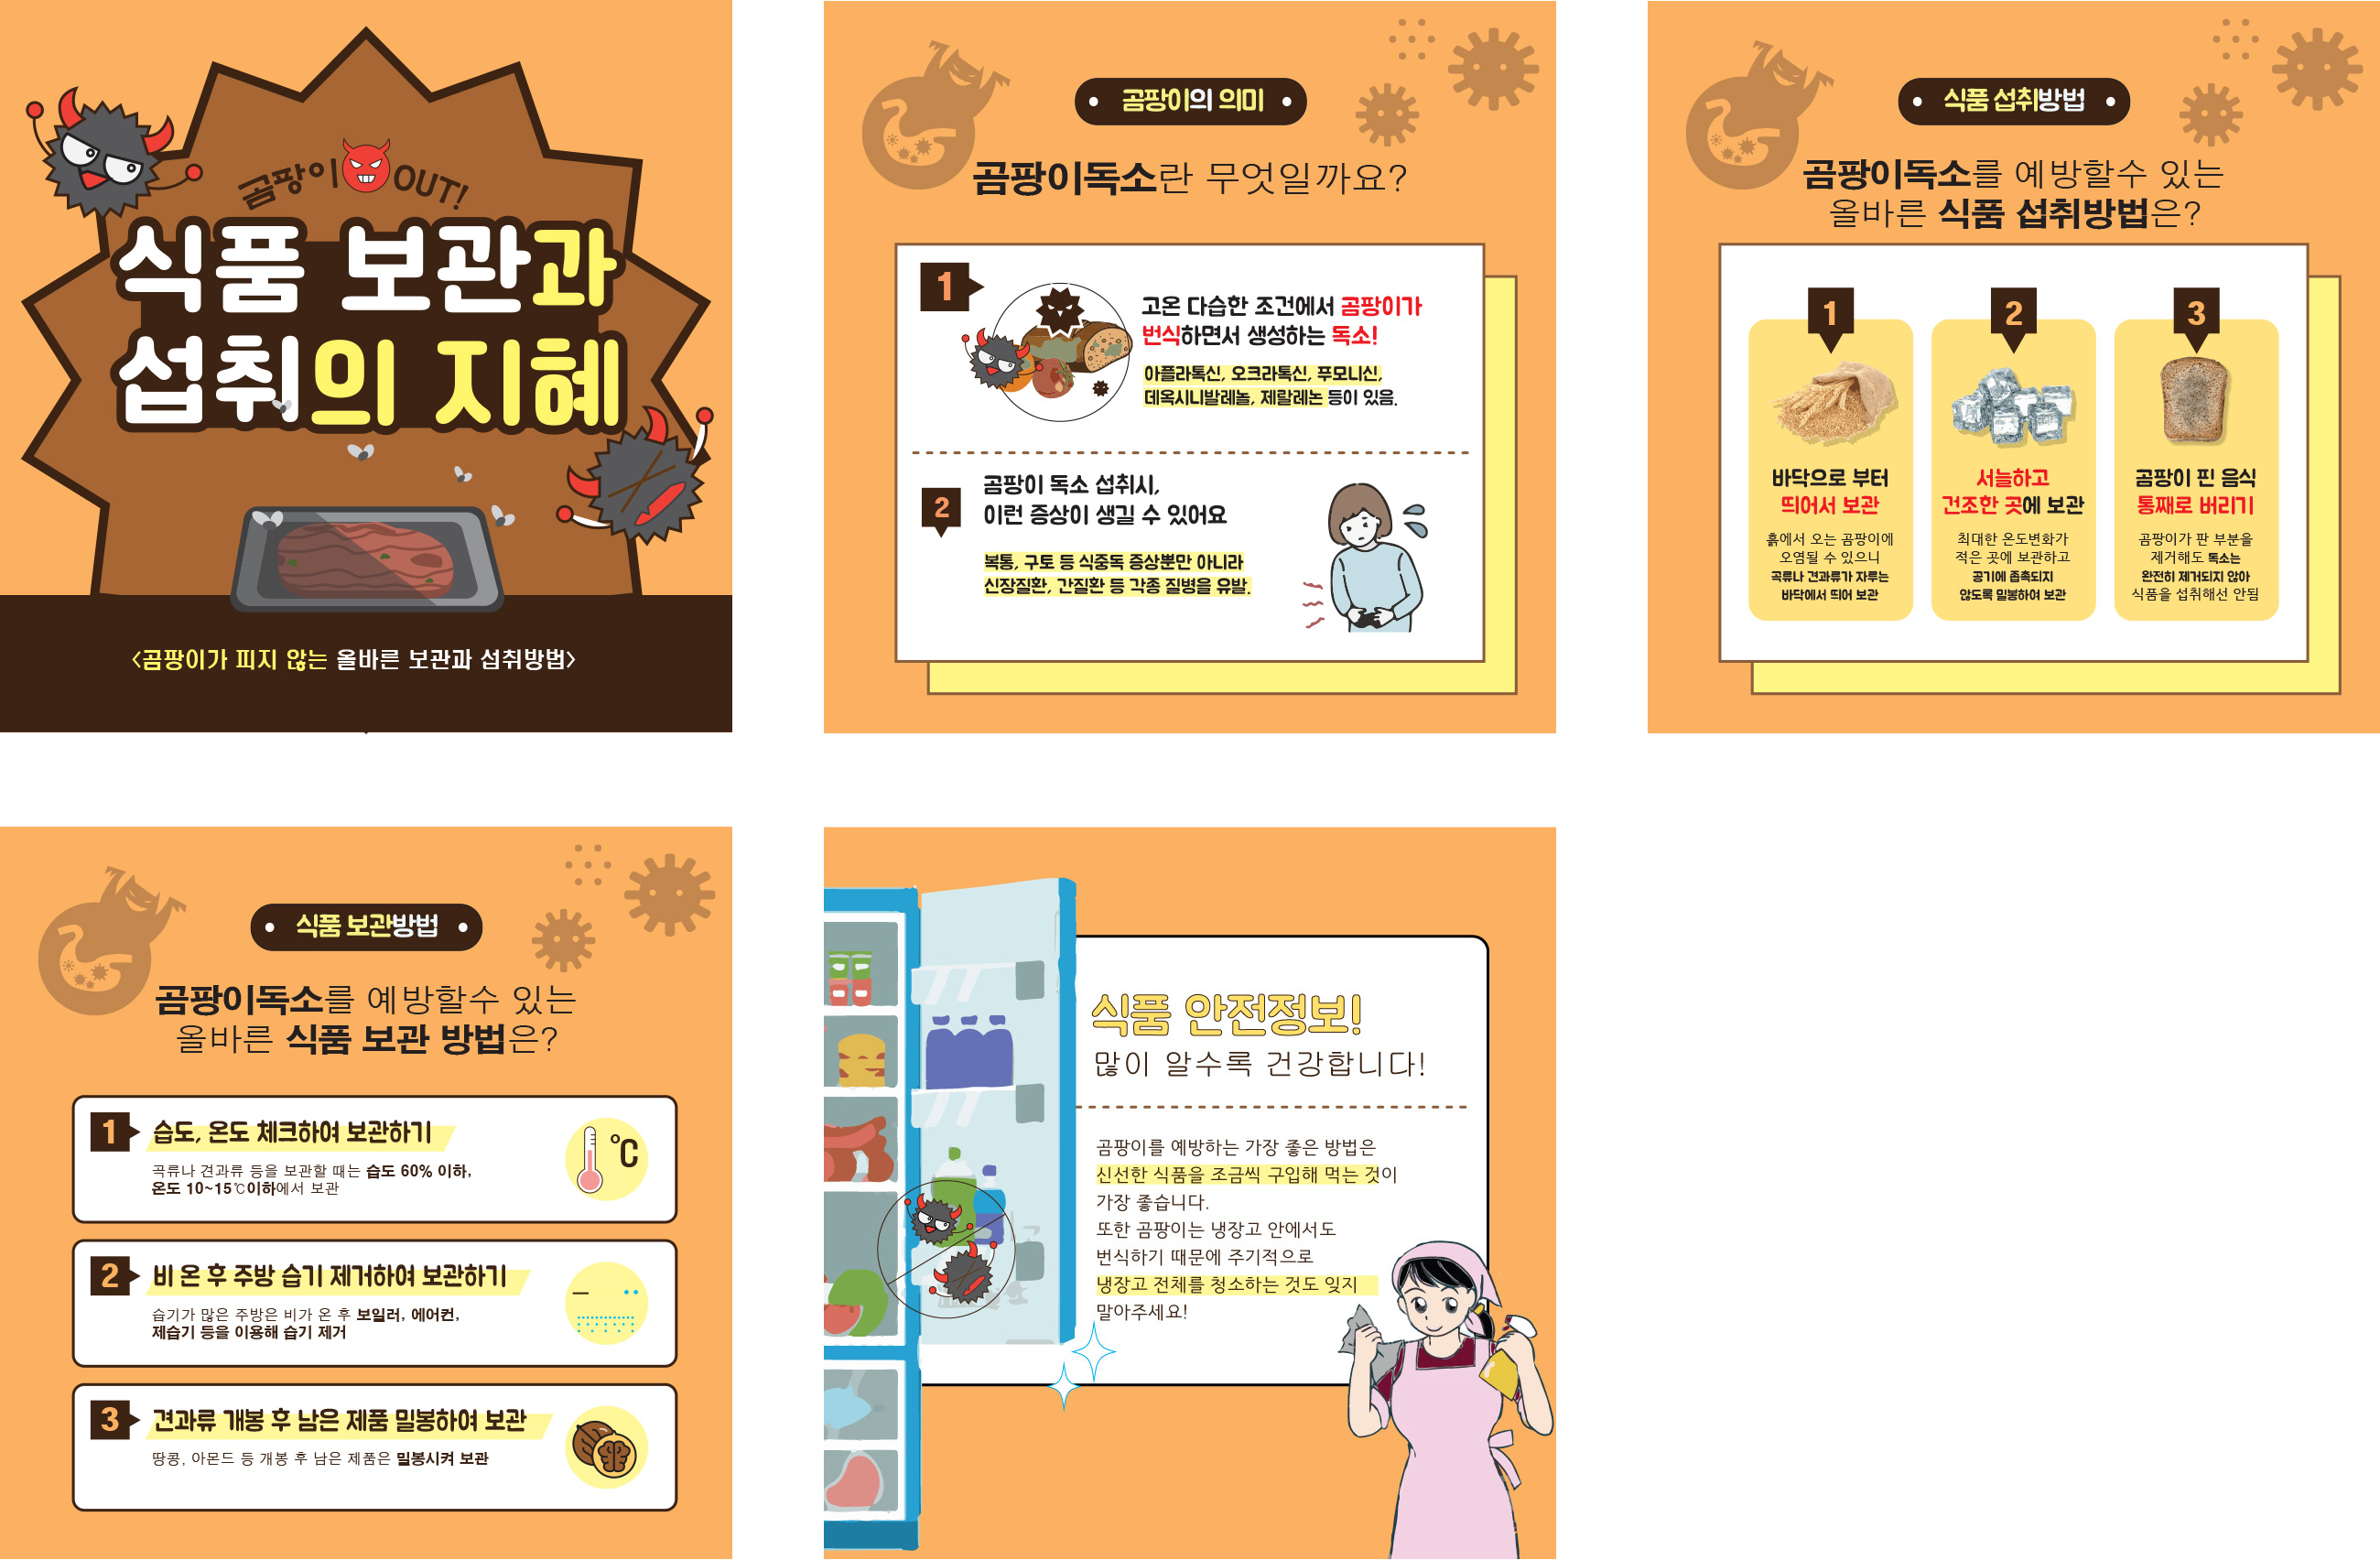 곰팡이 OUT!
식품 보관과
섭취의 지혜
<곰팡이가 피지 않는 올바른 보관과 섭취방법>
곰팡이의 의미
곰팡이독소란 무엇일까요?
1
고온 다습한 조건에서 곰팡이가
번식하면서 생성하는 독소!
아플라톡신, 오크라톡신, 푸모니신,
데옥시니발레놀, 제랄레논 등이 있음.
2
곰팡이 독소 섭취시,
이런 증상이 생길 수 있어요
복통, 구토 등 식중독 증상뿐만 아니라
신장질환, 간질환 등 각종 질병을 유발.
식품 섭취방법
곰팡이독소를 예방할수 있는
올바른 식품 섭취방법은?
1
바닥으로 부터
띄어서 보관
흙에서 오는 곰팡이에
오염될 수 있으니
곡류나 견과류가 자루는
바닥에서 띄어 보관
2
서늘하고
건조한 곳에 보관
최대한 온도변화가
적은 곳에 보관하고
공기에 좁촉되지
않도록 밀봉하여 보관
3
곰팡이 핀 음식
통째로 버리기
곰팡이가 판 부분을
제거해도 독소는
완전히 제거되지 않아
식품을 섭취해선 안됨
식품 보관방법
곰팡이독소를 예방할수 있는
올바른 식품 보관 방법은?
1
습도, 온도 체크하여 보관하기
곡류나 견과류 등을 보관할 때는 습도 60% 이하,
온도 10~15℃이하에서 보관
℃
2
비 온 후 주방 습기 제거하여 보관하기
습기가 많은 주방은 비가 온 후 보일러, 에어컨,
제습기 등을 이용해 습기 제거
3
견과류 개봉 후 남은 제품 밀봉하여 보관
땅콩, 아몬드 등 개봉 후 남은 제품은 밀봉시켜 보관
식품 안전정보!
많이 알수록 건강합니다!
곰팡이를 예방하는 가장 좋은 방법은
신선한 식품을 조금씩 구입해 먹는 것이
가장 좋습니다.
또한 곰팡이는 냉장고 안에서도
번식하기 때문에 주기적으로
냉장고 전체를 청소하는 것도 잊지
말아주세요!